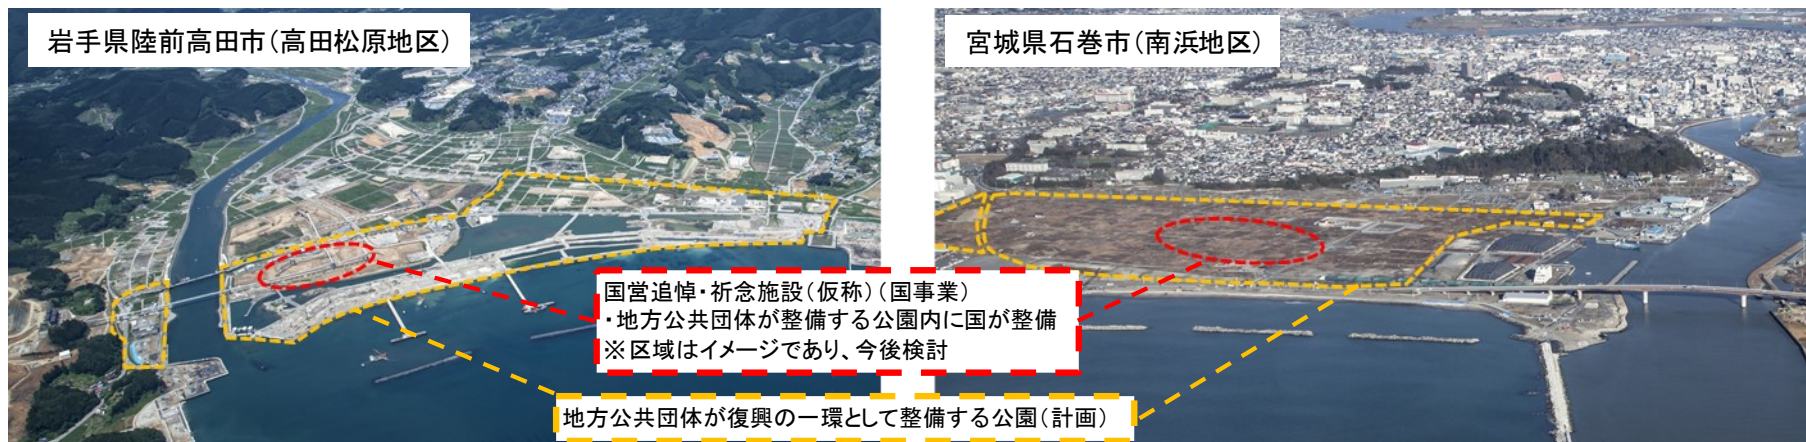 岩手県陸前高田市（高田松原地区）
宮城県石巻市（南浜地区）
国営追悼・祈念施設（仮称）（国事業）
・地方公共団体が整備する公園内に国が整備
※区域はイメージであり、今後検討
地方公共団体が復興の一環として整備する公園（計画）